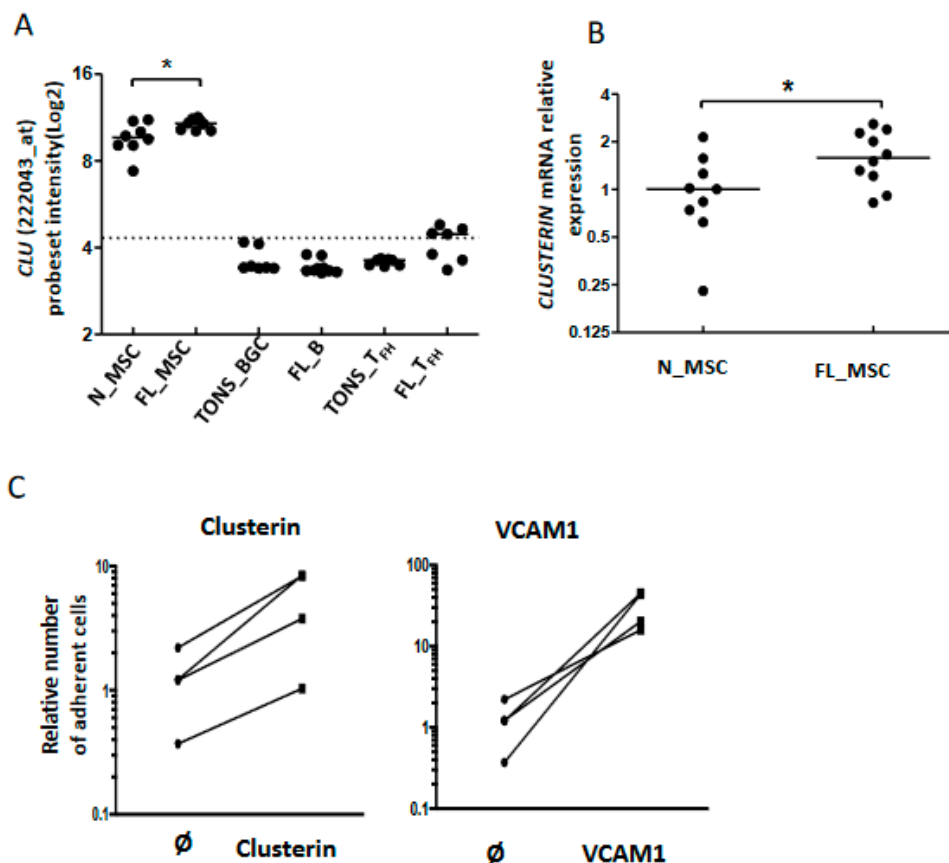 A
CLU (222043_at)
probeset intensity(Log2)
16
8
4
2
*
N_MSC
FL_MSC
TONS_BGC
FL_B
TONS_TFH
FL_TFH
B
CLUSTERIN mRNA relative
expression
4
2
1
0.5
0.25
0.125
*
N_MSC
FL_MSC
C
Clusterin
Relative number
of adherent cells
10
1
0.1
Ø
Clusterin
VCAM1
100
10
1
0.1
Ø
VCAM1